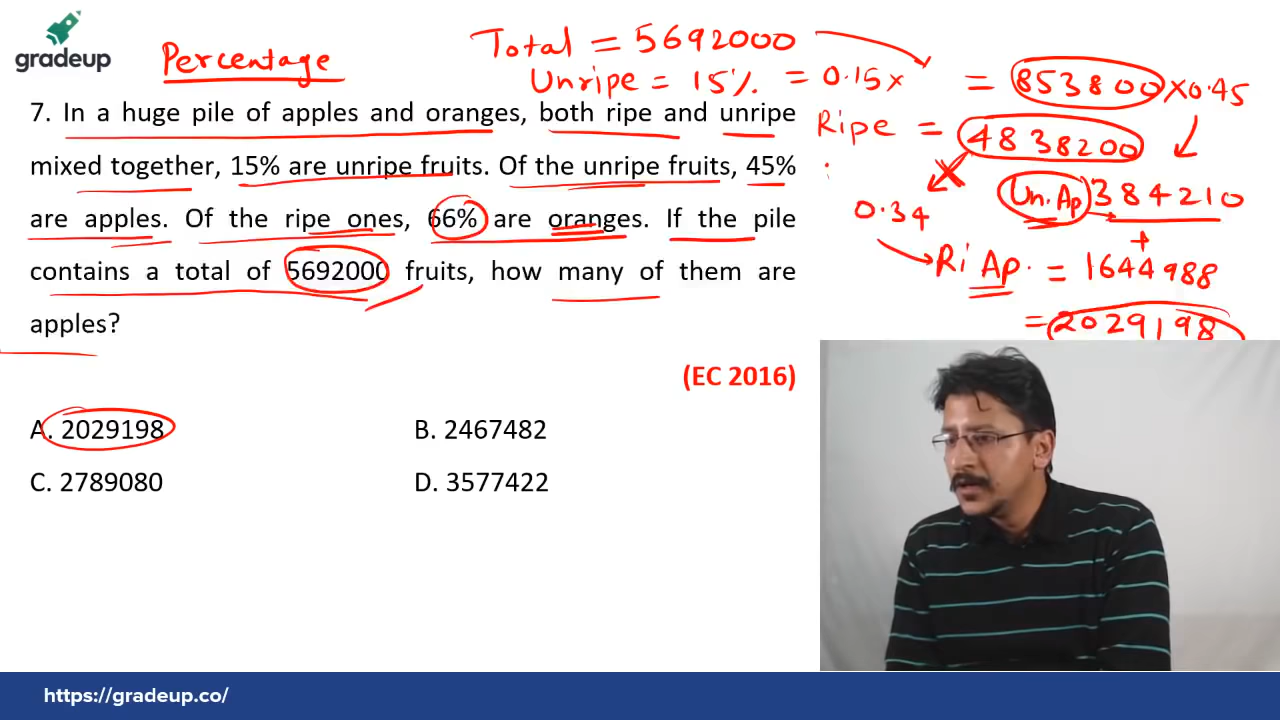 gradeup
Percentage
Total = 5692000
Unripe = 15% = 0.15x = 853800 x0.45
Ripe = 4838200
0.34
Un.Ap 384210
+
Ri Ap. = 1644988
= 2029198
7. In a huge pile of apples and oranges, both ripe and unripe
mixed together, 15% are unripe fruits. Of the unripe fruits, 45%
are apples. Of the ripe ones, 66% are oranges. If the pile
contains a total of 5692000 fruits, how many of them are
apples?
(EC 2016)
A. 2029198
B. 2467482
C. 2789080
D. 3577422
https://gradeup.co/